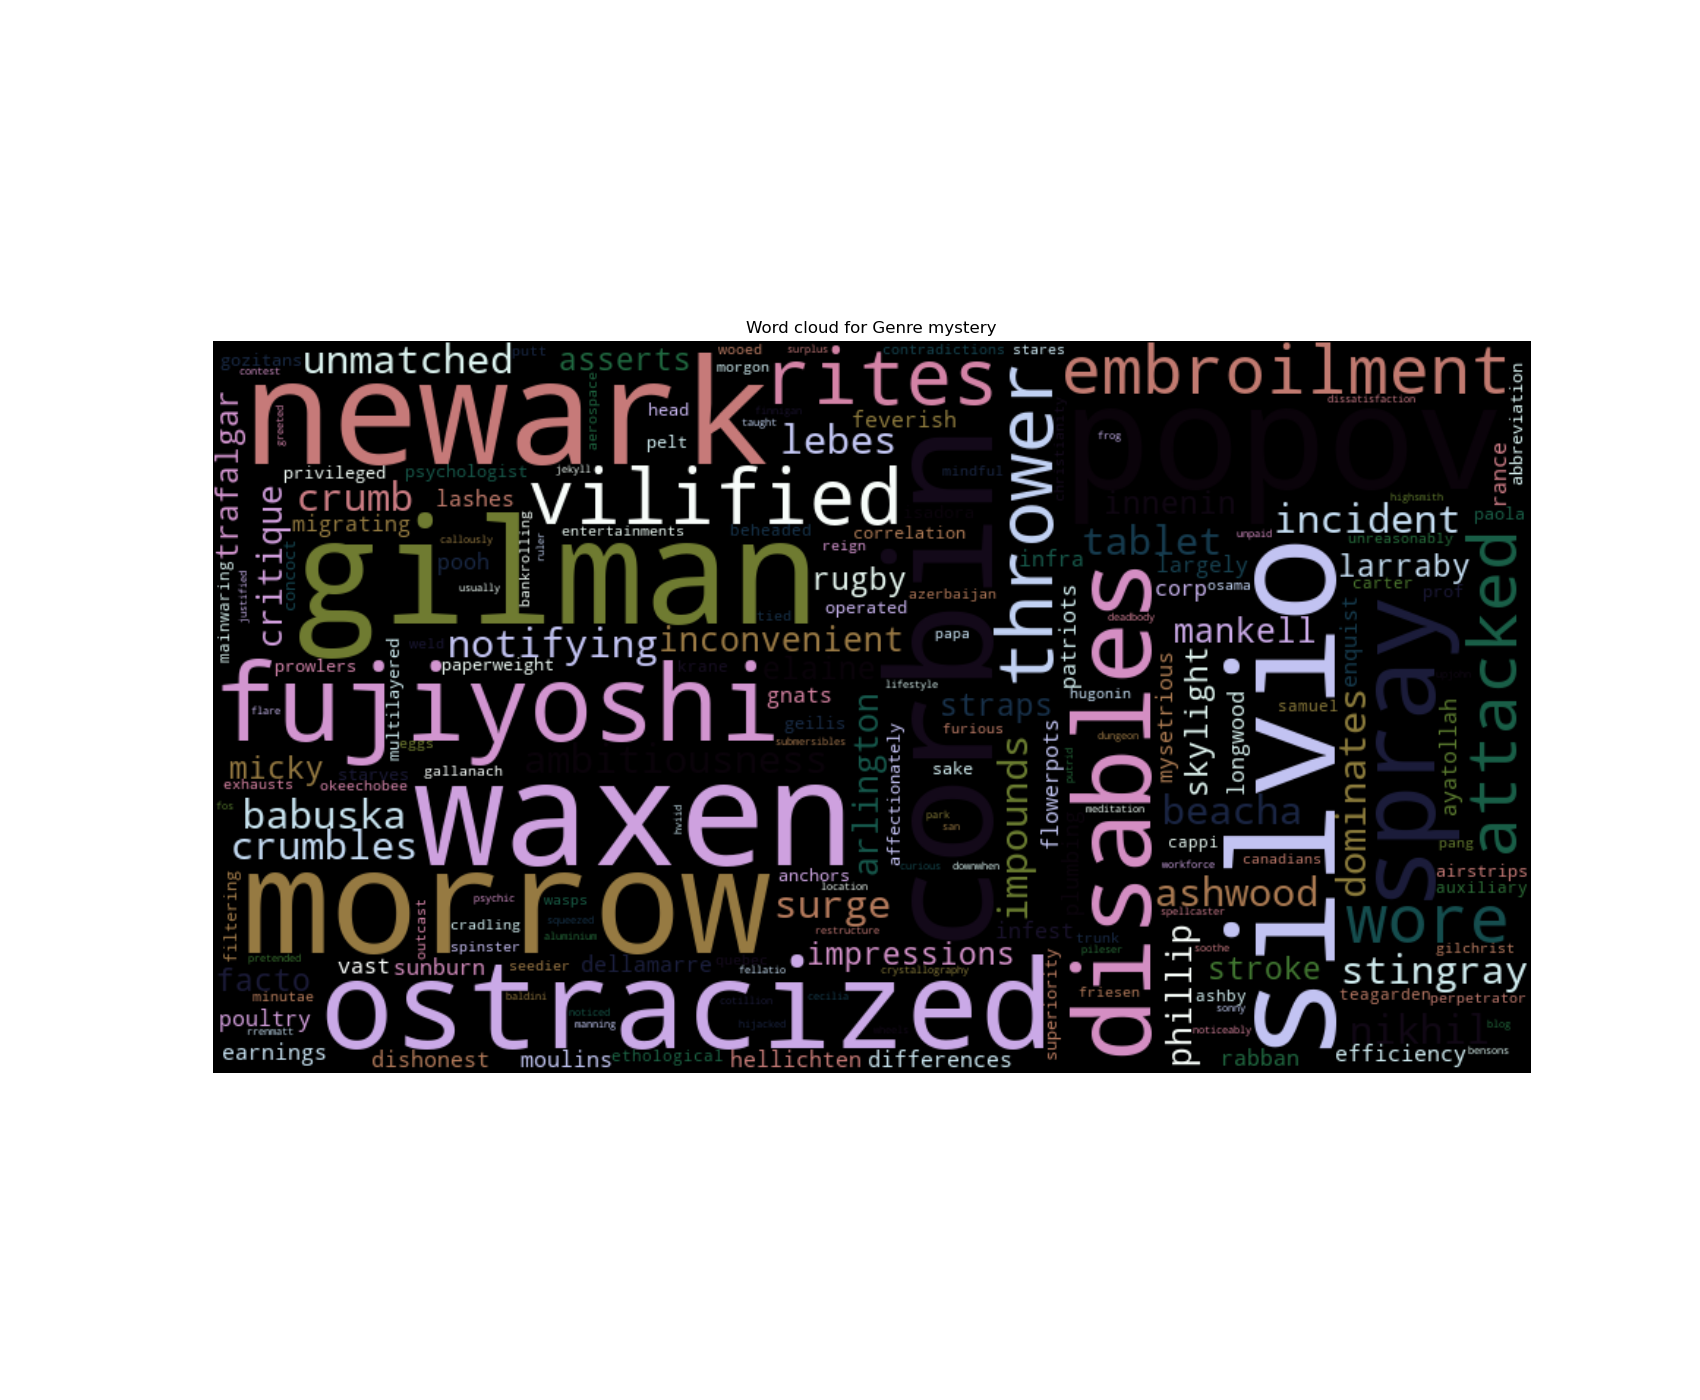 Word cloud for Genre mystery
gozitans
unmatched
putt
asserts
wooed
surplus
contradictions
stares
embroilment
contest
newark
morgon
rites
popov
dissatisfaction
abbreviation
trafalgar
greeted
aerospace
head
finnigan
taught
feverish
thrower
christianity
frog
pelt
lebes
privileged
psychologist
jekyll
vilified
mindful
corbin
innenin
highsmith
rance
crumb
lashes
critique
migrating
callously
gilman
bankrolling
entertainments
ruler
beheaded
correlation
incident
paola
tablet
unpaid
unreasonably
attacked
concoct
pooh
usually
reign
infra
largely
silvio
larraby
mainwaring
justified
rugby
azerbaijan
corp
osama
carter
prof
operated
tied
patriots
disables
deadbody
enquist
spray
weld
notifying
inconvenient
papa
mankell
prowlers
multilayered
paperweight
krane
elaine
lifestyle
hugonin
mysetrious
skylight
fujiyoshi
gnats
flare
straps
longwood
samuel
dominates
ayatollah
geilis
arlington
affectionately
furious
flowerpots
dungeon
eggs
submersibles
impounds
putrid
micky
starves
gallanach
ambitiousness
sake
exhausts
okeechobee
fos
waxen
hviid
park
san
meditation
beacha
babuska
plumbing
cappi
pang
crumbles
curious
downwhen
workforce
canadians
airstrips
anchors
location
ashwood
auxiliary
filtering
morrow
outcast
psychic
wasps
surge
spellcaster
wore
cradling
squeezed
aluminium
restructure
infest
trunk
pileser
phillip
soothe
gilchrist
spinster
pretended
vast
sunburn
seedier
dellamarre
quebec
fellatio
impressions
crystallography
superiority
stroke
stingray
facto
minutae
ostracized
baldini
cotillion
cecilia
friesen
ashby
sonny
teagarden
perpetrator
poultry
rrenmatt
noticed
manning
hijacked
noticeably
nikhil
blog
earnings
dishonest
moulins
ethological
hellichten
differences
rabban
efficiency
bensons